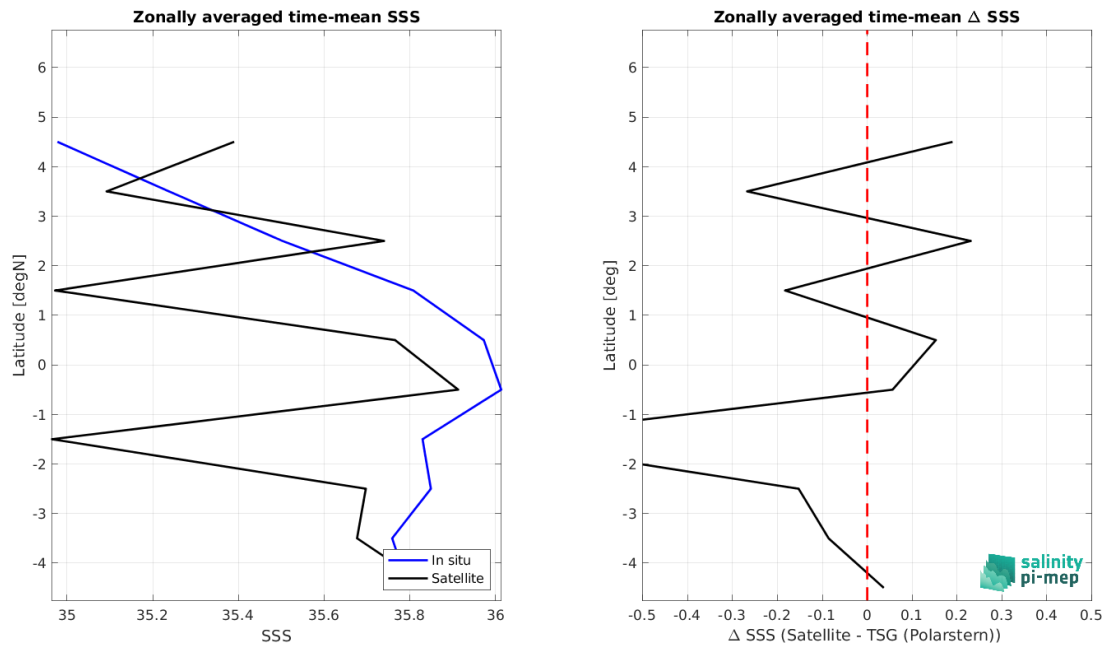 Zonally averaged time-mean SSS
6
5
4
3
2
1
0
-1
-2
-3
-4
Latitude [degN]
35 35.2 35.4 35.6 35.8 36
SSS
In situ
Satellite
Zonally averaged time-mean Δ SSS
6
5
4
3
2
1
0
-1
-2
-3
-4
Latitude [deg]
-0.5 -0.4 -0.3 -0.2 -0.1 0 0.1 0.2 0.3 0.4 0.5
Δ SSS (Satellite - TSG (Polarstern))
salinity
pi-mep